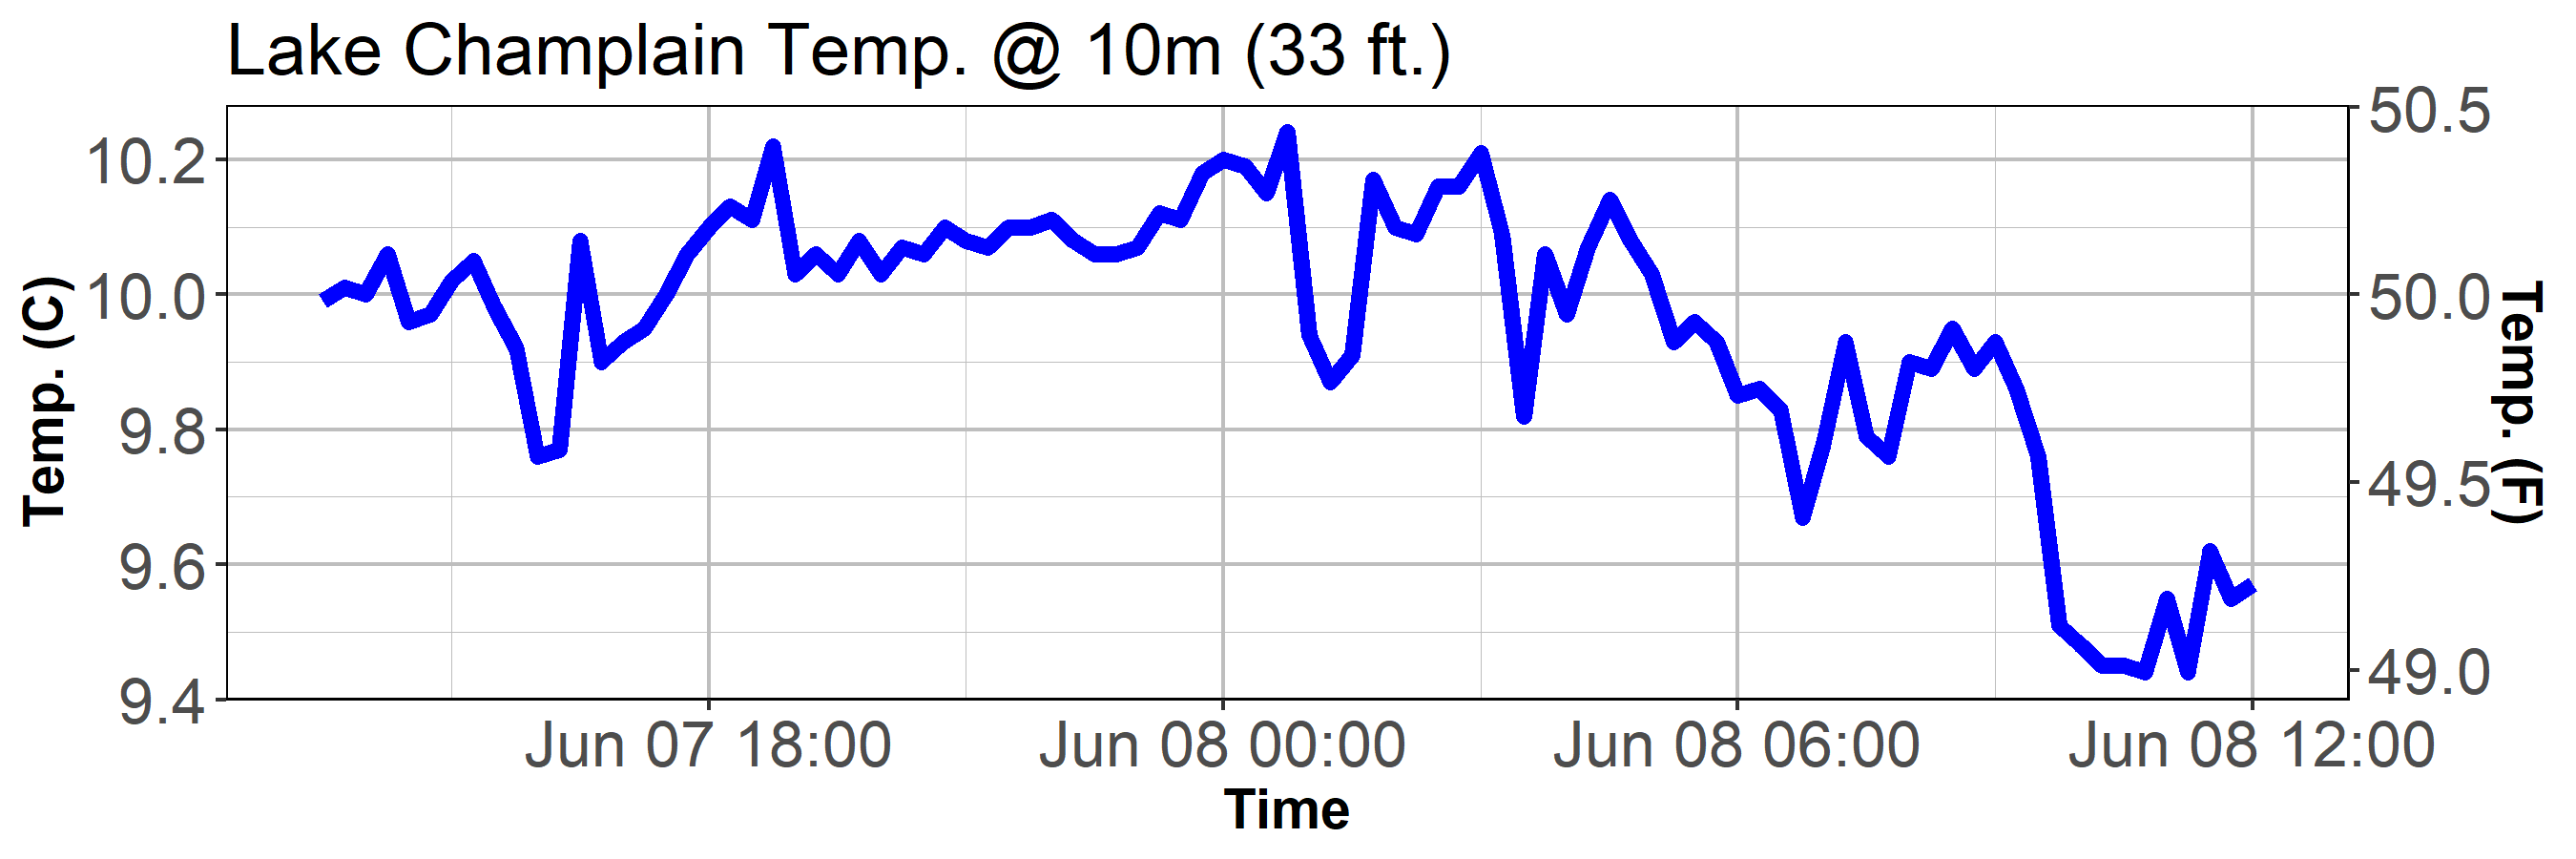 Lake Champlain Temp. @ 10m (33 ft.)
Temp. (C)
10.2
10.0
9.8
9.6
9.4
50.5
50.0
49.5
49.0
Temp. (F)
Jun 07 18:00
Jun 08 00:00
Jun 08 06:00
Jun 08 12:00
Time